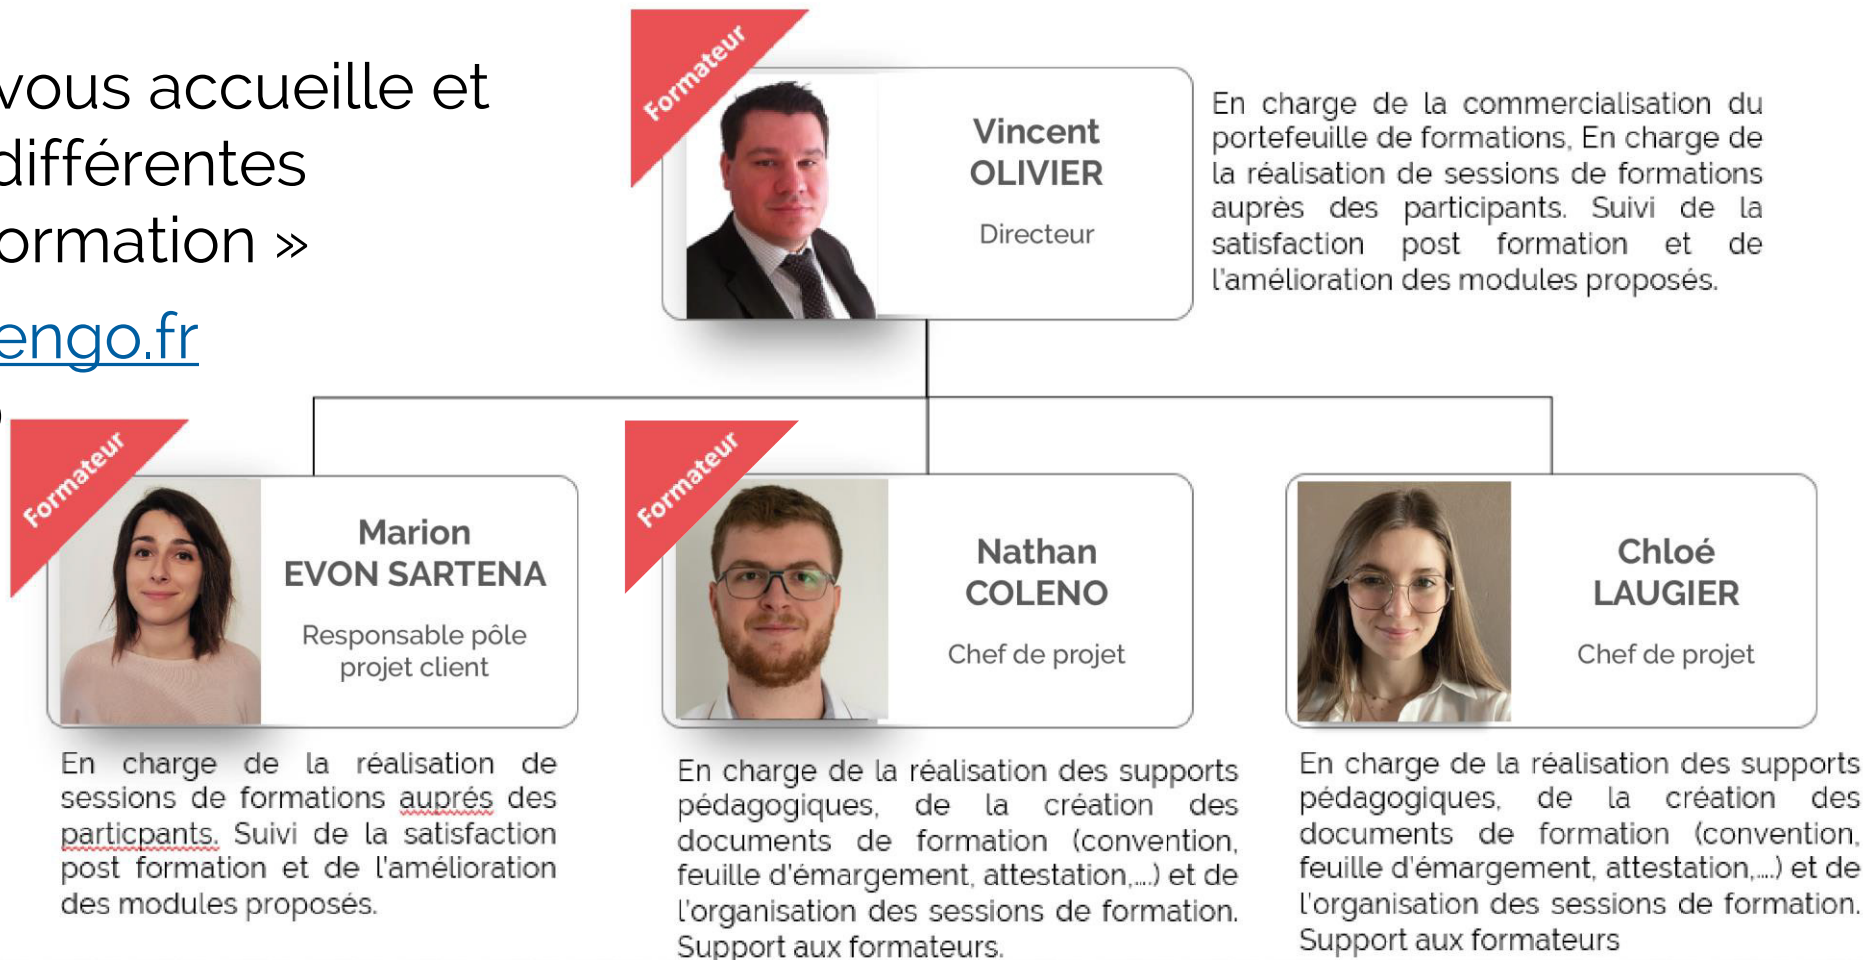 vous accueille et
différentes
ormation »
engo.fr
Formateur
Vincent
OLIVIER
Directeur
En charge de la commercialisation du
portefeuille de formations, En charge de
la réalisation de sessions de formations
auprès des participants. Suivi de la
satisfaction post formation et de
l'amélioration des modules proposés.
Formateur
Marion
EVON SARTENA
Responsable pôle
projet client
En charge de la réalisation de
sessions de formations auprés des
particpants. Suivi de la satisfaction
post formation et de l'amélioration
des modules proposés.
Formateur
Nathan
COLENO
Chef de projet
En charge de la réalisation des supports
pédagogiques, de la création des
documents de formation (convention,
feuille d'émargement, attestation,...) et de
l'organisation des sessions de formation.
Support aux formateurs.
Chloé
LAUGIER
Chef de projet
En charge de la réalisation des supports
pédagogiques, de la création des
documents de formation (convention,
feuille d'émargement, attestation,...) et de
l'organisation des sessions de formation.
Support aux formateurs